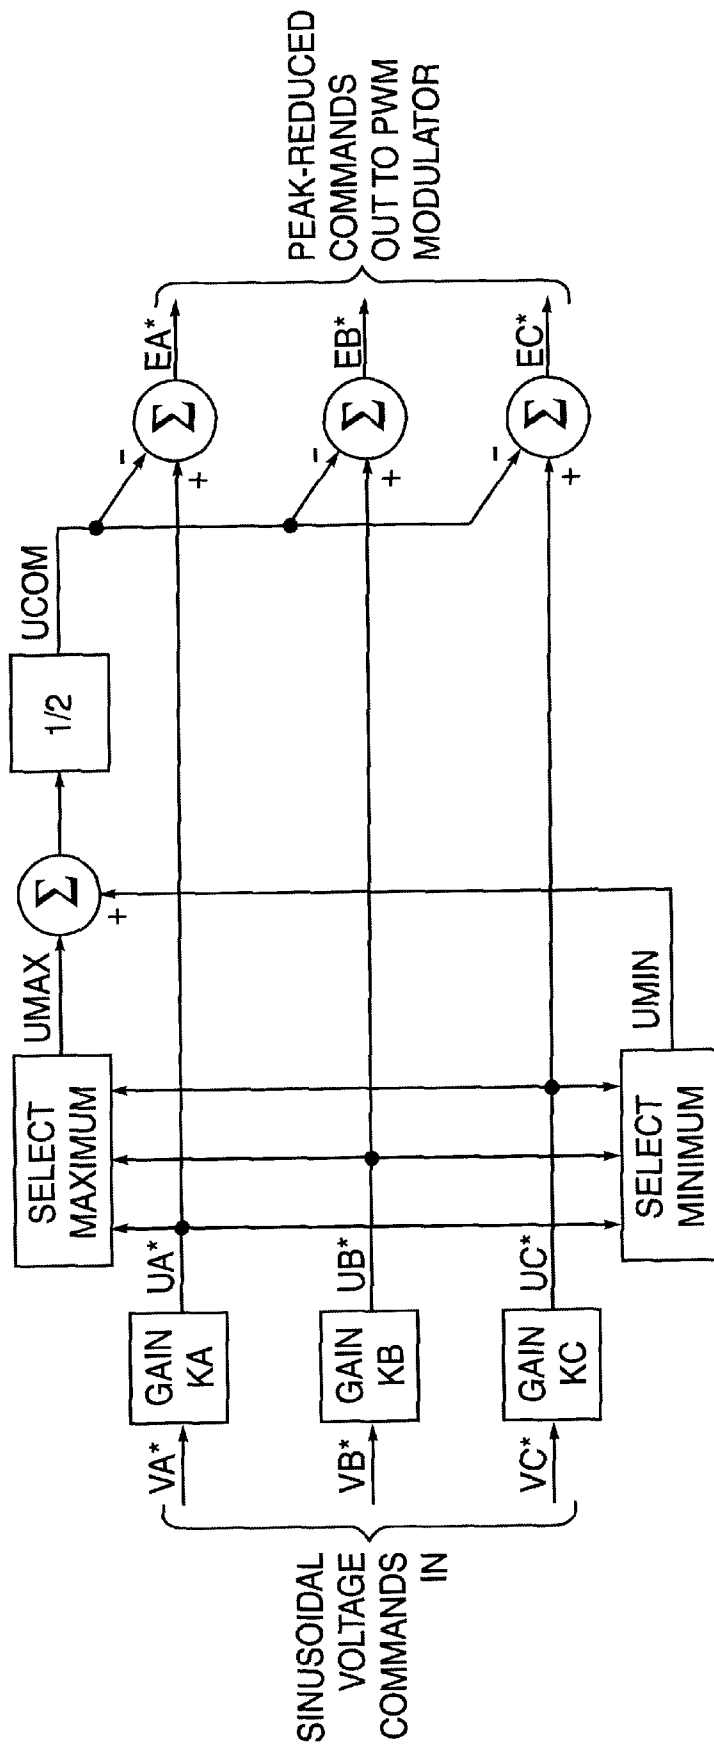 SINUSOIDAL
VOLTAGE
COMMANDS
IN
VA*
VB*
VC*
GAIN
KA
GAIN
KB
GAIN
KC
UA*
UB*
UC*
SELECT
MAXIMUM
SELECT
MINIMUM
UMAX
UMIN
Σ
+
1/2
UCOM
-
+
Σ
EA*
-
+
Σ
EB*
-
+
Σ
EC*
PEAK-REDUCED
COMMANDS
OUT TO PWM
MODULATOR